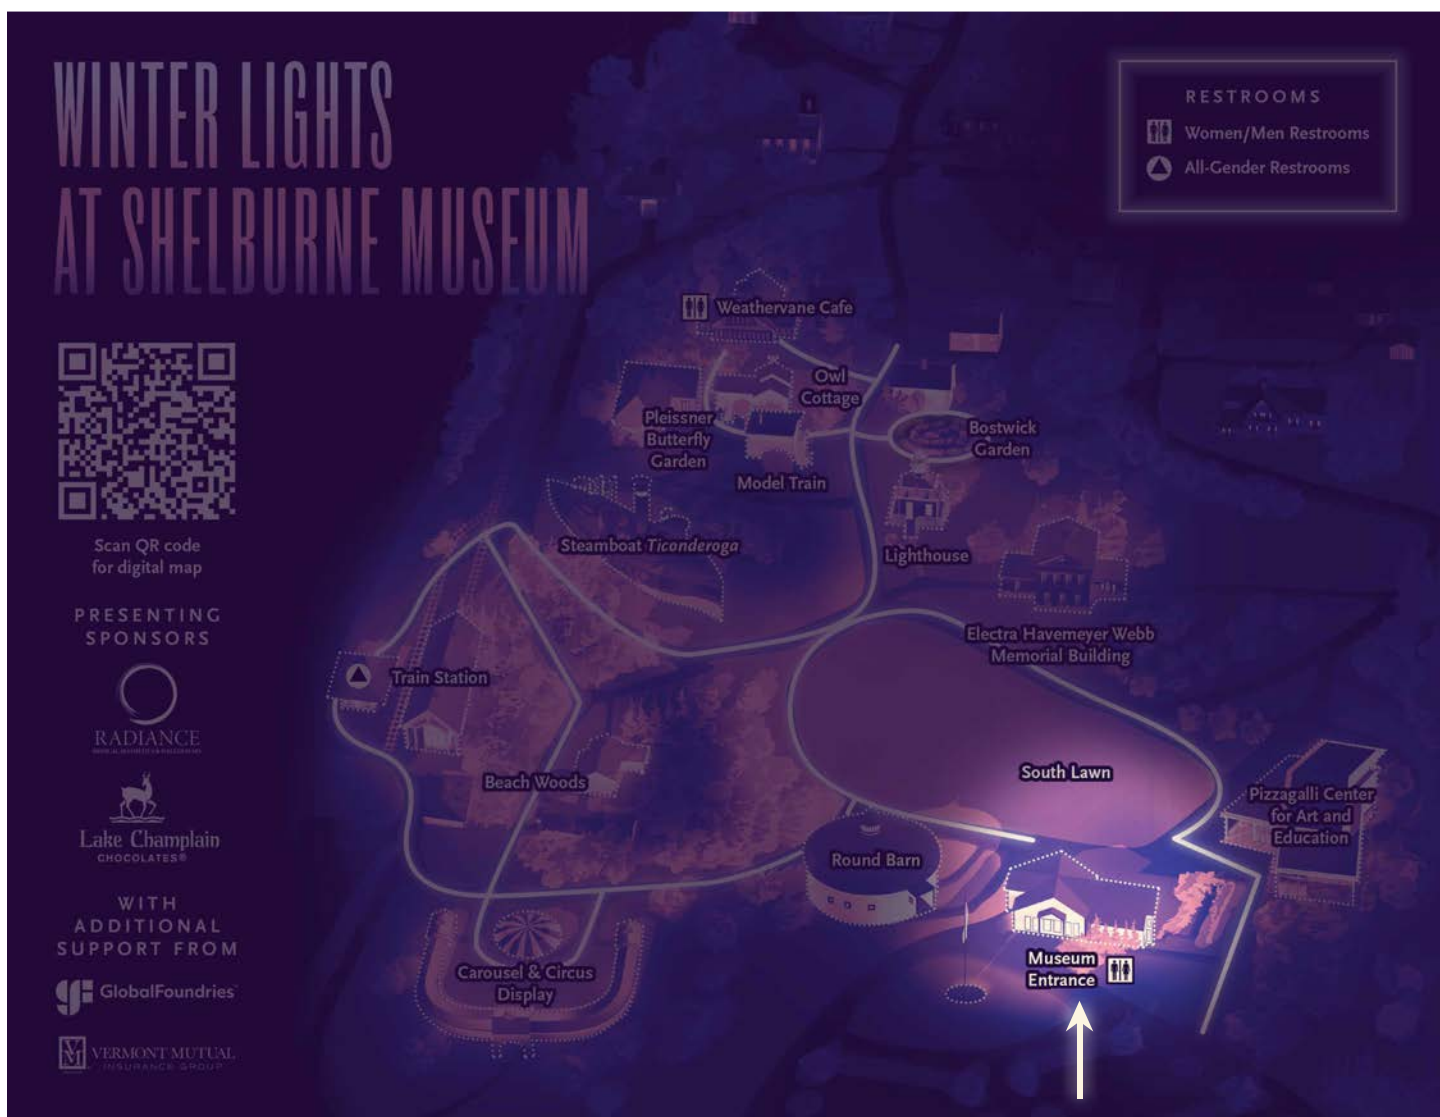 WINTER LIGHTS
AT SHELBURNE MUSEUM
RESTROOMS
Women/Men Restrooms
All-Gender Restrooms
Weathervane Cafe
Owl
Cottage
Pleissner
Butterfly
Garden
Bostwick
Garden
Model Train
Steamboat Ticonderoga
Lighthouse
Electra Havemeyer Webb
Memorial Building
Train Station
Beach Woods
South Lawn
Pizzagalli Center
for Art and
Education
Round Barn
Museum
Entrance
Carousel & Circus
Display
Scan QR code
for digital map
PRESENTING
SPONSORS
RADIANCE
Lake Champlain
CHOCOLATES®
WITH
ADDITIONAL
SUPPORT FROM
GF GlobalFoundries
VM VERMONT MUTUAL
INSURANCE GROUP